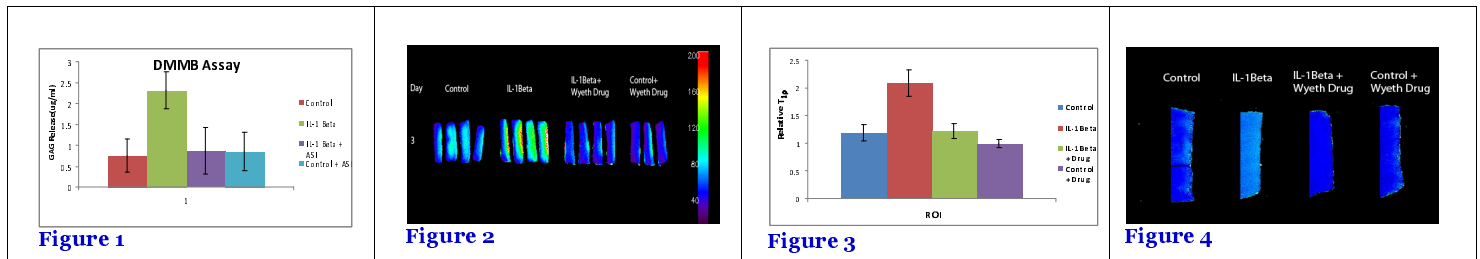 DMMB Assay
GAG Release(ug/ml)
3
2.5
2
1.5
1
0.5
0
1
Control
IL-1 Beta
IL-1 Beta +
ASI
Control + ASI
Figure 1
Day
Control
IL-1Beta
IL-1Beta+
Wyeth Drug
Control+
Wyeth Drug
3
200
160
120
80
40
Figure 2
Relative T1ρ
2.5
2
1.5
1
0.5
0
ROI
Control
IL-1Beta
IL-1Beta
+Drug
Control
+Drug
Figure 3
Control
IL-1Beta
IL-1Beta +
Wyeth Drug
Control +
Wyeth Drug
Figure 4